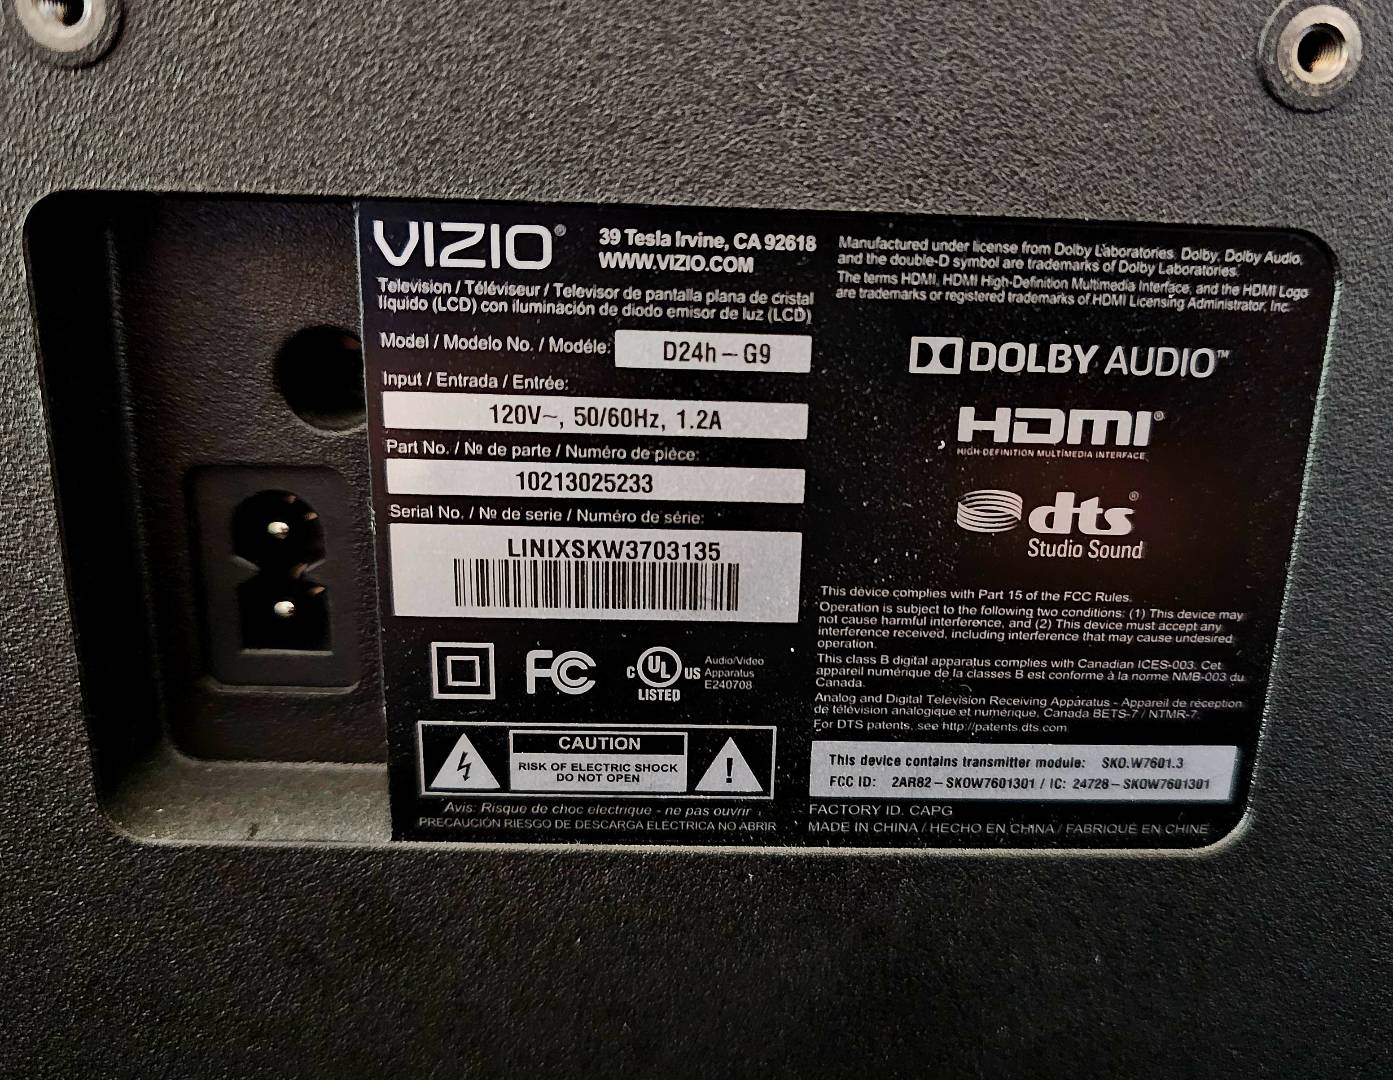 VIZIO®
39 Tesla Irvine, CA 92618
WWW.VIZIO.COM
Television / Téléviseur / Televisor de pantalla plana de cristal
líquido (LCD) con iluminación de diodo emisor de luz (LCD)
Model / Modelo No. / Modéle: D24h – G9
Input / Entrada / Entrée:
120V~, 50/60Hz, 1.2A
Part No. / № de parte / Numéro de pièce:
10213025233
Serial No. / № de serie / Numéro de série:
LINIXSKW3703135
FC
c UL US
LISTED
Audio/Video
Apparatus
E240708
CAUTION
RISK OF ELECTRIC SHOCK
DO NOT OPEN
!
Avis: Risque de choc electrique - ne pas ouvrir
PRECAUCIÓN RIESGO DE DESCARGA ELÉCTRICA NO ABRIR
Manufactured under license from Dolby Laboratories. Dolby, Dolby Audio,
and the double-D symbol are trademarks of Dolby Laboratories.
The terms HDMI, HDMI High-Definition Multimedia Interface, and the HDMI Logo
are trademarks or registered trademarks of HDMI Licensing Administrator, Inc.
DOLBY AUDIO™
HDMI®
HIGH-DEFINITION MULTIMEDIA INTERFACE
dts®
Studio Sound
This device complies with Part 15 of the FCC Rules.
Operation is subject to the following two conditions: (1) This device may
not cause harmful interference, and (2) This device must accept any
interference received, including interference that may cause undesired
operation.
This class B digital apparatus complies with Canadian ICES-003. Cet
appareil numérique de la classes B est conforme à la norme NMB-003 du
Canada.
Analog and Digital Television Receiving Apparatus - Appareil de réception
de télévision analogique et numérique, Canada BETS-7 / NTMR-7.
For DTS patents, see http://patents.dts.com
This device contains transmitter module: SKO.W7601.3
FCC ID: 2AR82–SKOW7601301 / IC: 24728–SKOW7601301
FACTORY ID. CAPG
MADE IN CHINA / HECHO EN CHINA / FABRIQUÉ EN CHINE